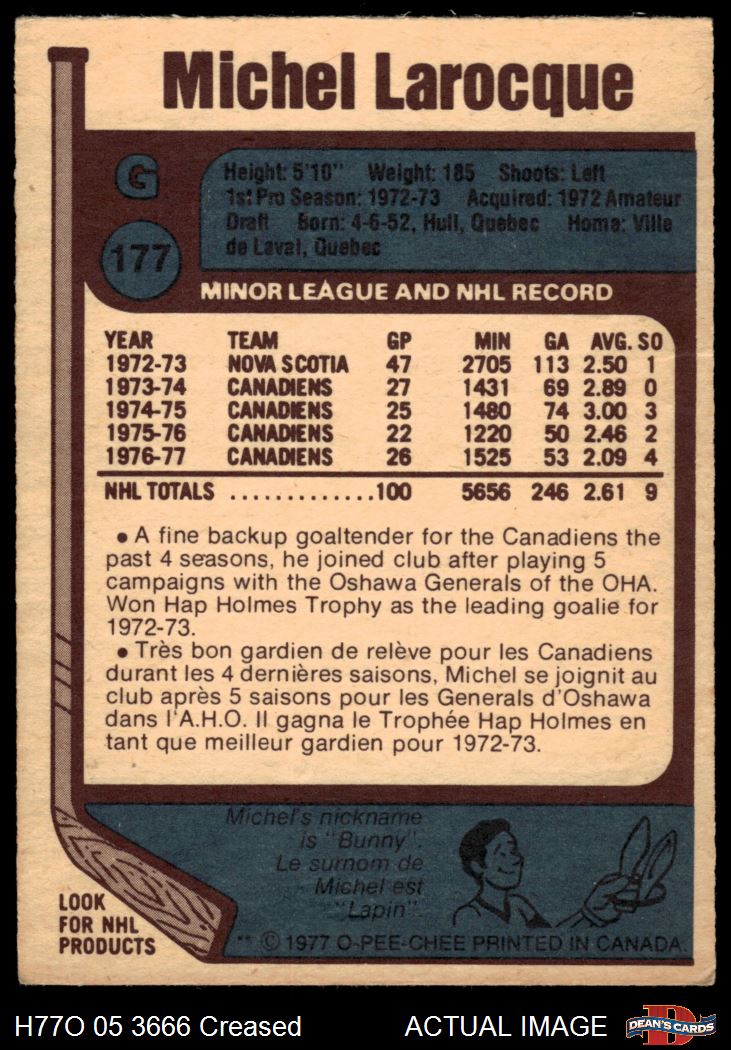 Michel Larocque
G
177
Height: 5'10" Weight: 185 Shoots: Left
1st Pro Season: 1972-73 Acquired: 1972 Amateur
Draft Born: 4-6-52, Hull, Quebec Home: Ville
de Laval, Quebec
MINOR LEAGUE AND NHL RECORD
YEAR TEAM GP MIN GA AVG. SO
1972-73 NOVA SCOTIA 47 2705 113 2.50 1
1973-74 CANADIENS 27 1431 69 2.89 0
1974-75 CANADIENS 25 1480 74 3.00 3
1975-76 CANADIENS 22 1220 50 2.46 2
1976-77 CANADIENS 26 1525 53 2.09 4
NHL TOTALS .............100 5656 246 2.61 9
• A fine backup goaltender for the Canadiens the
past 4 seasons, he joined club after playing 5
campaigns with the Oshawa Generals of the OHA.
Won Hap Holmes Trophy as the leading goalie for
1972-73.
• Très bon gardien de relève pour les Canadiens
durant les 4 dernières saisons, Michel se joignit au
club après 5 saisons pour les Generals d'Oshawa
dans l'A.H.O. Il gagna le Trophée Hap Holmes en
tant que meilleur gardien pour 1972-73.
Michel's nickname
is "Bunny".
Le surnom de
Michel est
"Lapin".
LOOK
FOR NHL
PRODUCTS
** © 1977 O-PEE-CHEE PRINTED IN CANADA.
H77O 05 3666 Creased ACTUAL IMAGE
D
DEAN'S CARDS